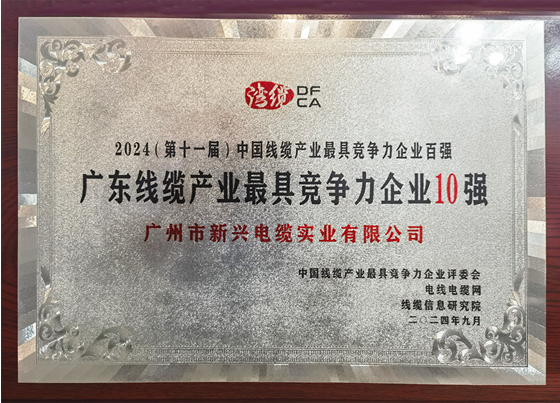 湾缆 DF
CA
2024（第十一届）中国线缆产业最具竞争力企业百强
广东线缆产业最具竞争力企业10强
广州市新兴电缆实业有限公司
中国线缆产业最具竞争力企业评委会
电线电缆网
线缆信息研究院
二〇二四年九月